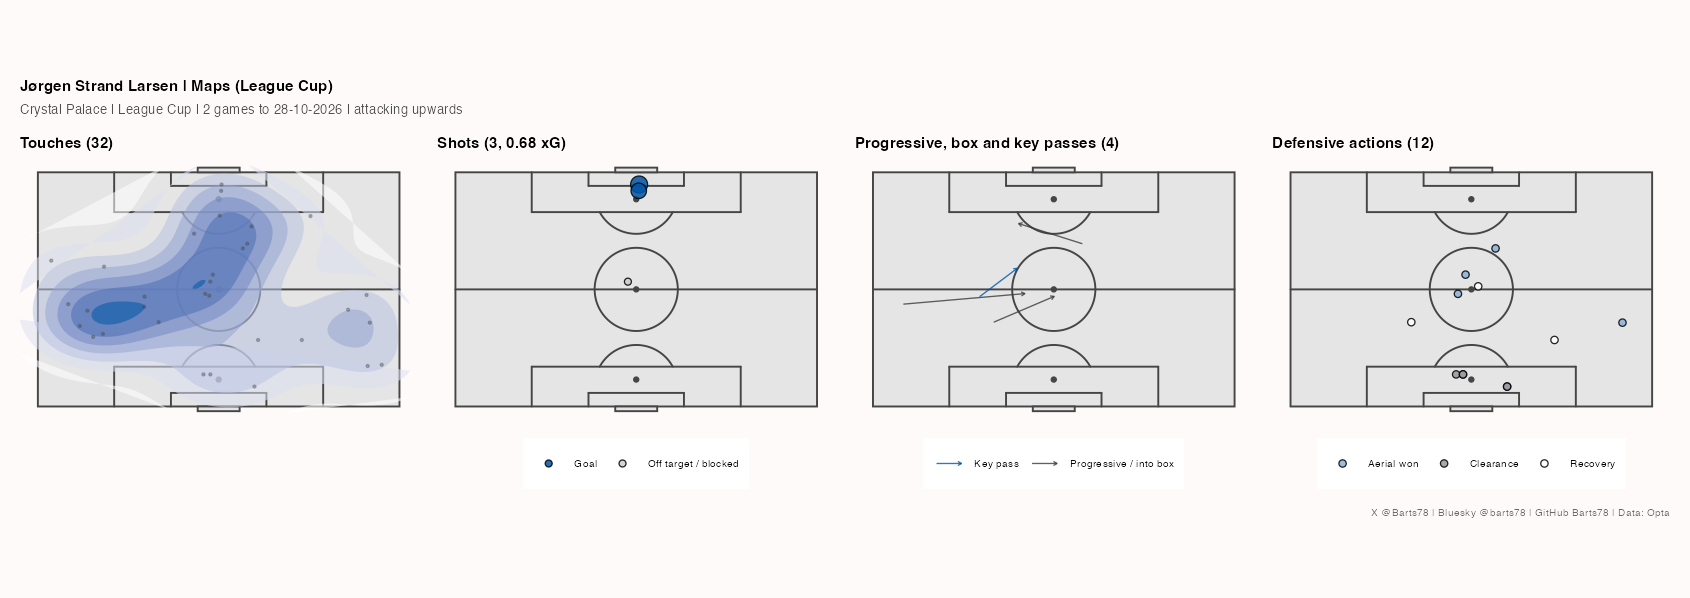 Jørgen Strand Larsen | Maps (League Cup)
Crystal Palace | League Cup | 2 games to 28-10-2026 | attacking upwards
Touches (32)
Shots (3, 0.68 xG)
Progressive, box and key passes (4)
Defensive actions (12)
Goal
Off target / blocked
Key pass
Progressive / into box
Aerial won
Clearance
Recovery
X @Barts78 | Bluesky @barts78 | GitHub Barts78 | Data: Opta